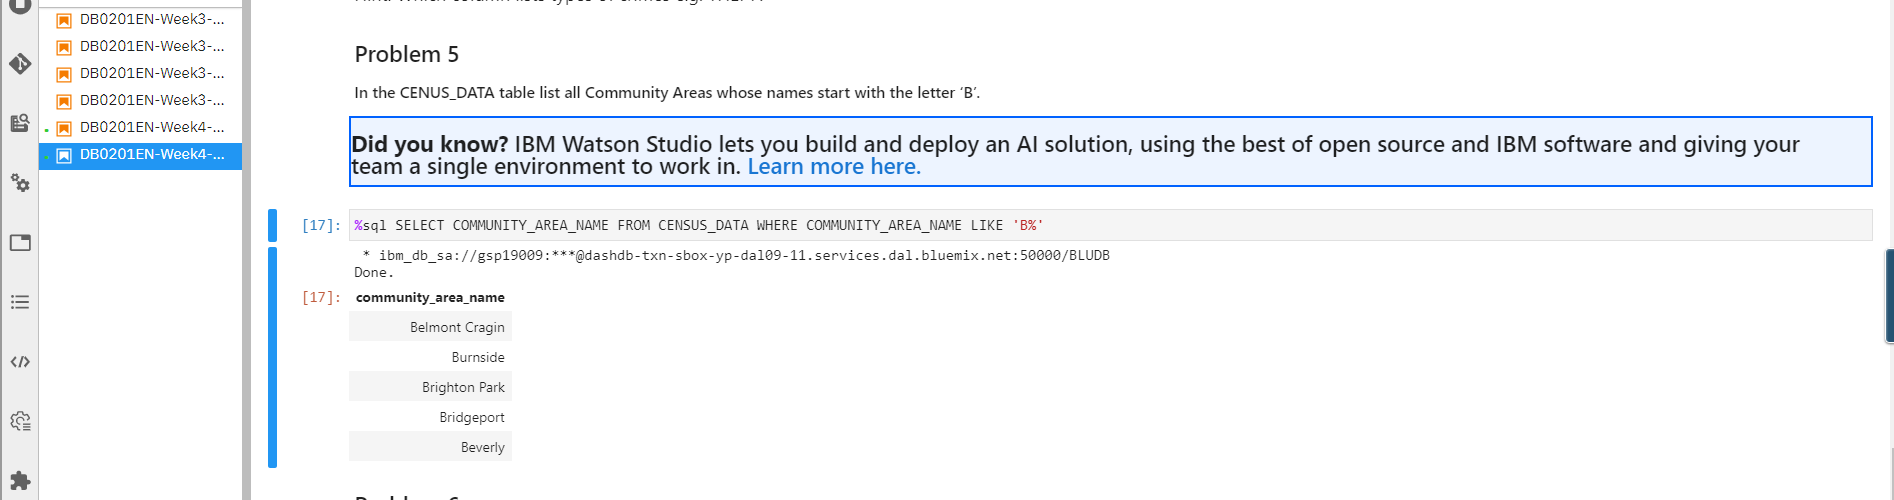 DB0201EN-Week3-...
DB0201EN-Week3-...
DB0201EN-Week3-...
DB0201EN-Week3-...
DB0201EN-Week4-...
DB0201EN-Week4-...
Problem 5
In the CENUS_DATA table list all Community Areas whose names start with the letter ‘B’.
Did you know? IBM Watson Studio lets you build and deploy an AI solution, using the best of open source and IBM software and giving your
team a single environment to work in. Learn more here.
[17]: %sql SELECT COMMUNITY_AREA_NAME FROM CENSUS_DATA WHERE COMMUNITY_AREA_NAME LIKE 'B%'
* ibm_db_sa://gsp19009:***@dashdb-txn-sbox-yp-dal09-11.services.dal.bluemix.net:50000/BLUDB
Done.
[17]: community_area_name
Belmont Cragin
Burnside
Brighton Park
Bridgeport
Beverly